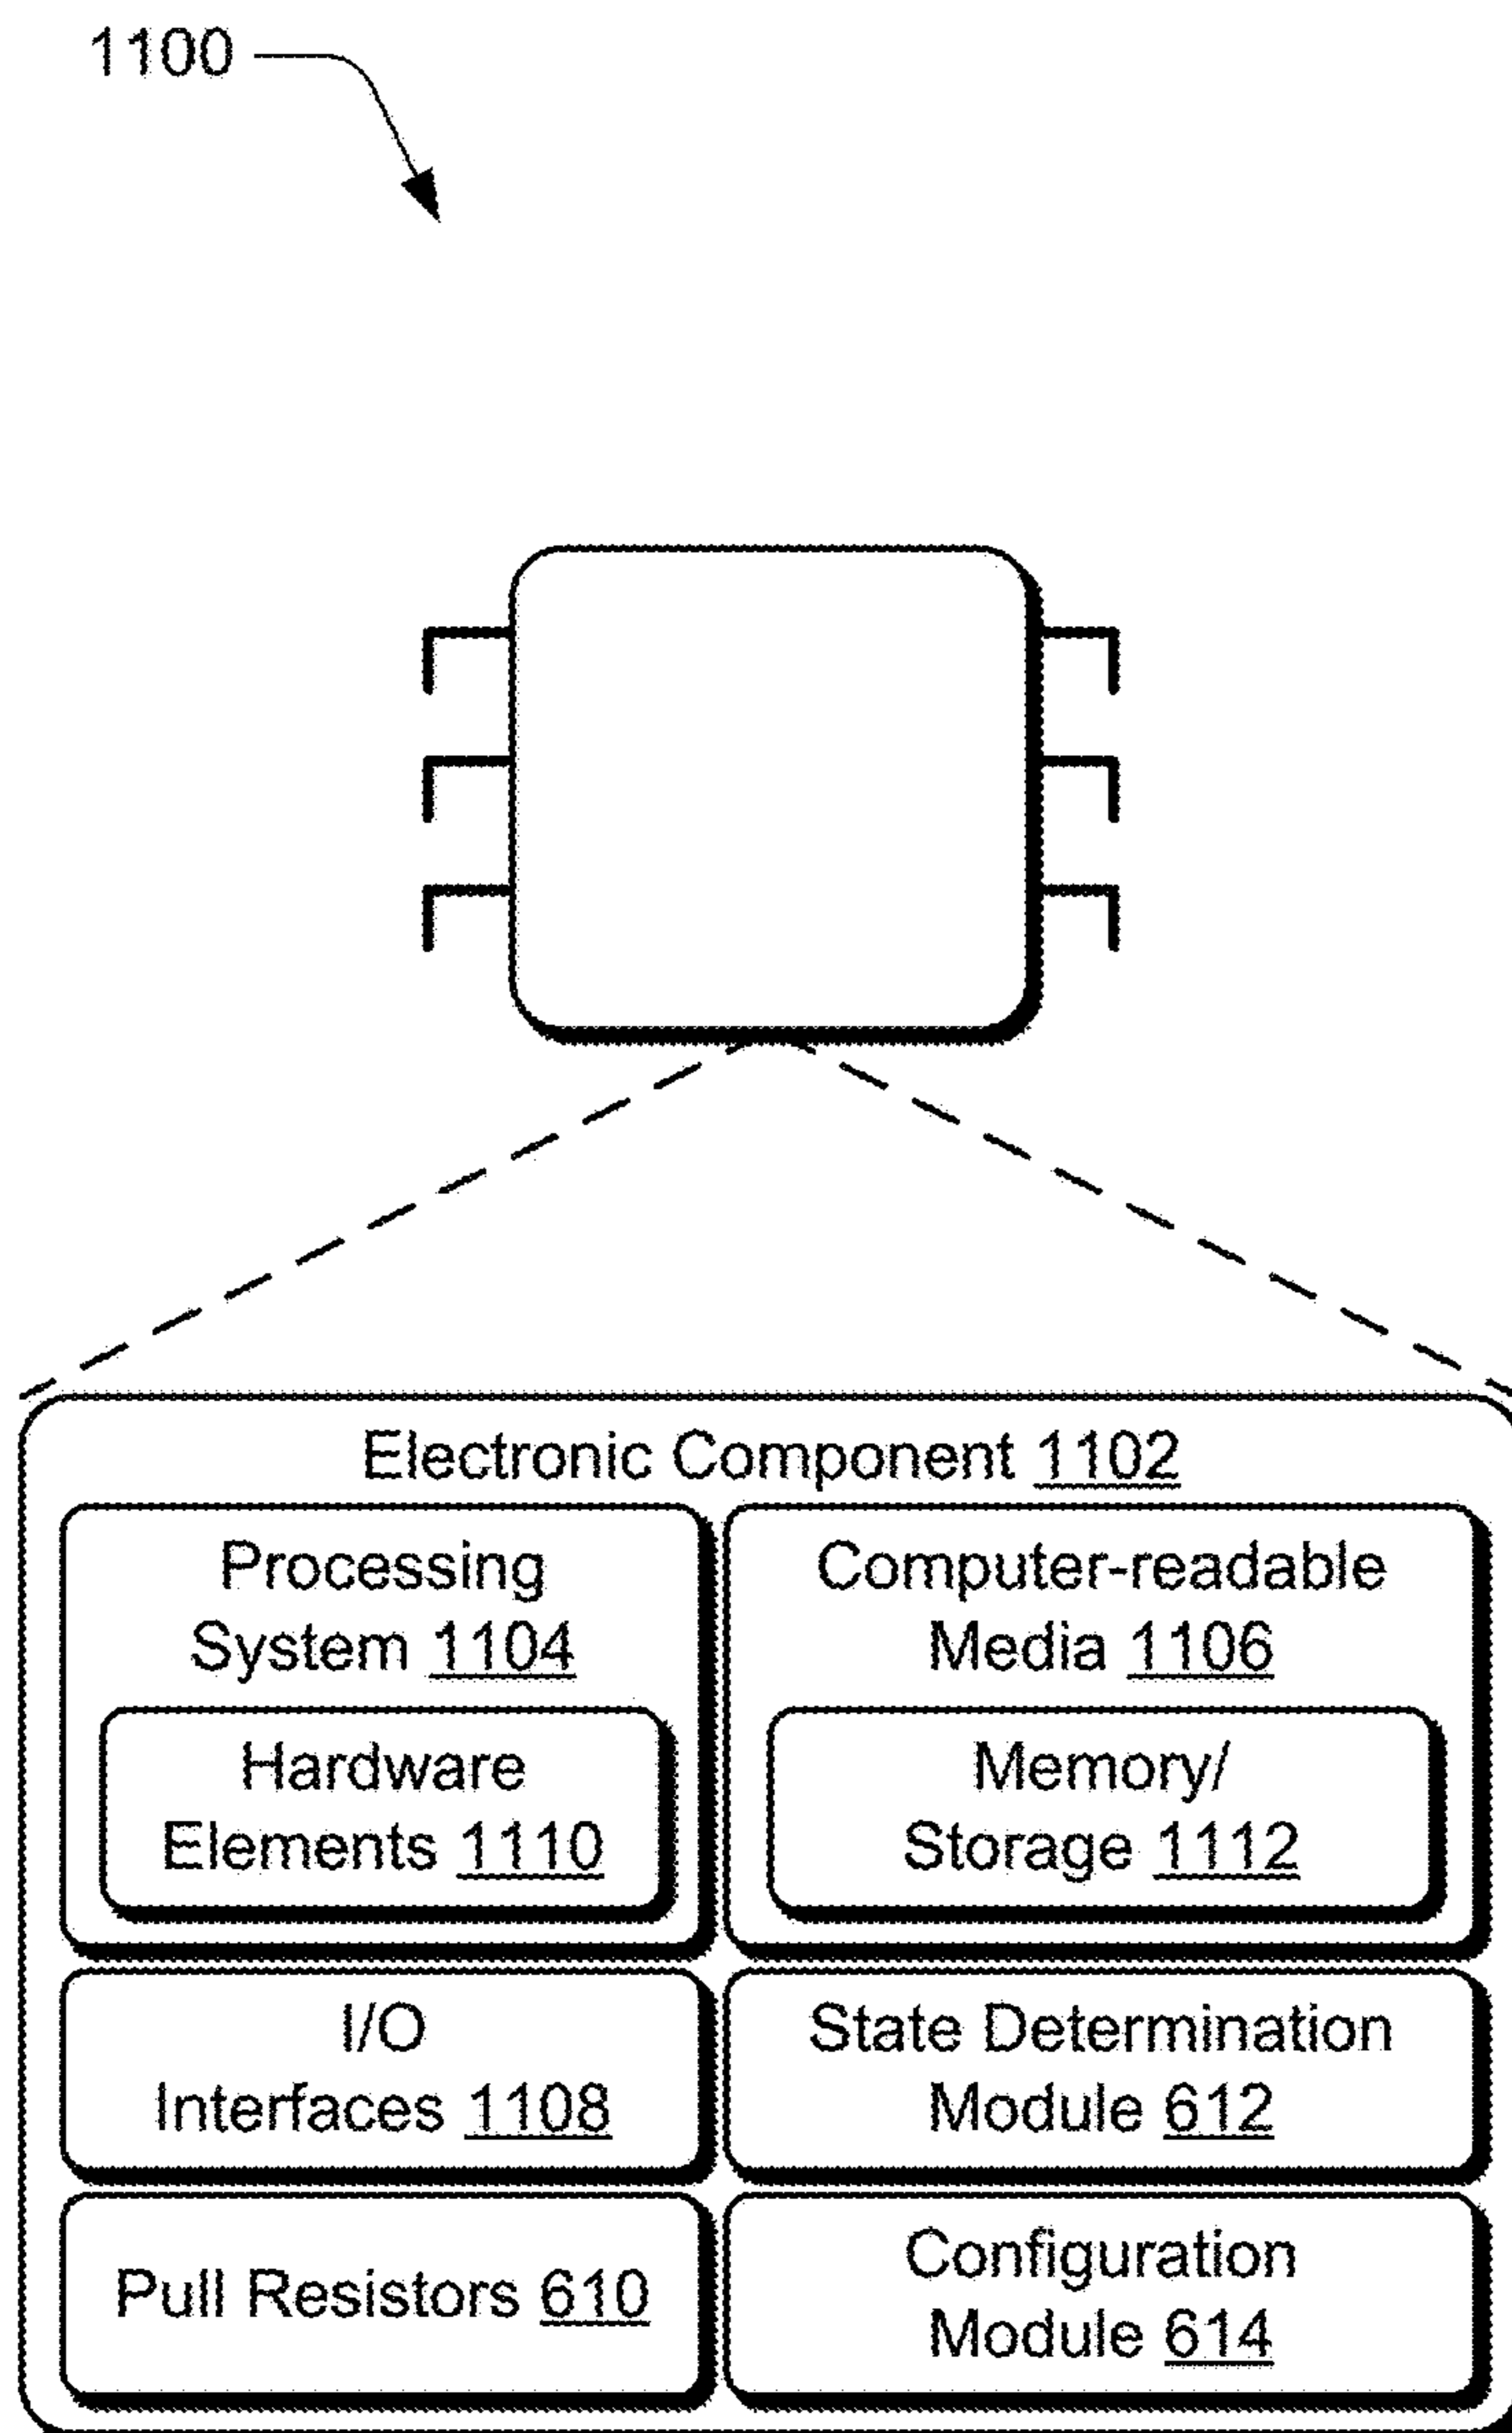 1100
Electronic Component 1102
Processing
System 1104
Hardware
Elements 1110
Computer-readable
Media 1106
Memory/
Storage 1112
I/O
Interfaces 1108
State Determination
Module 612
Pull Resistors 610
Configuration
Module 614